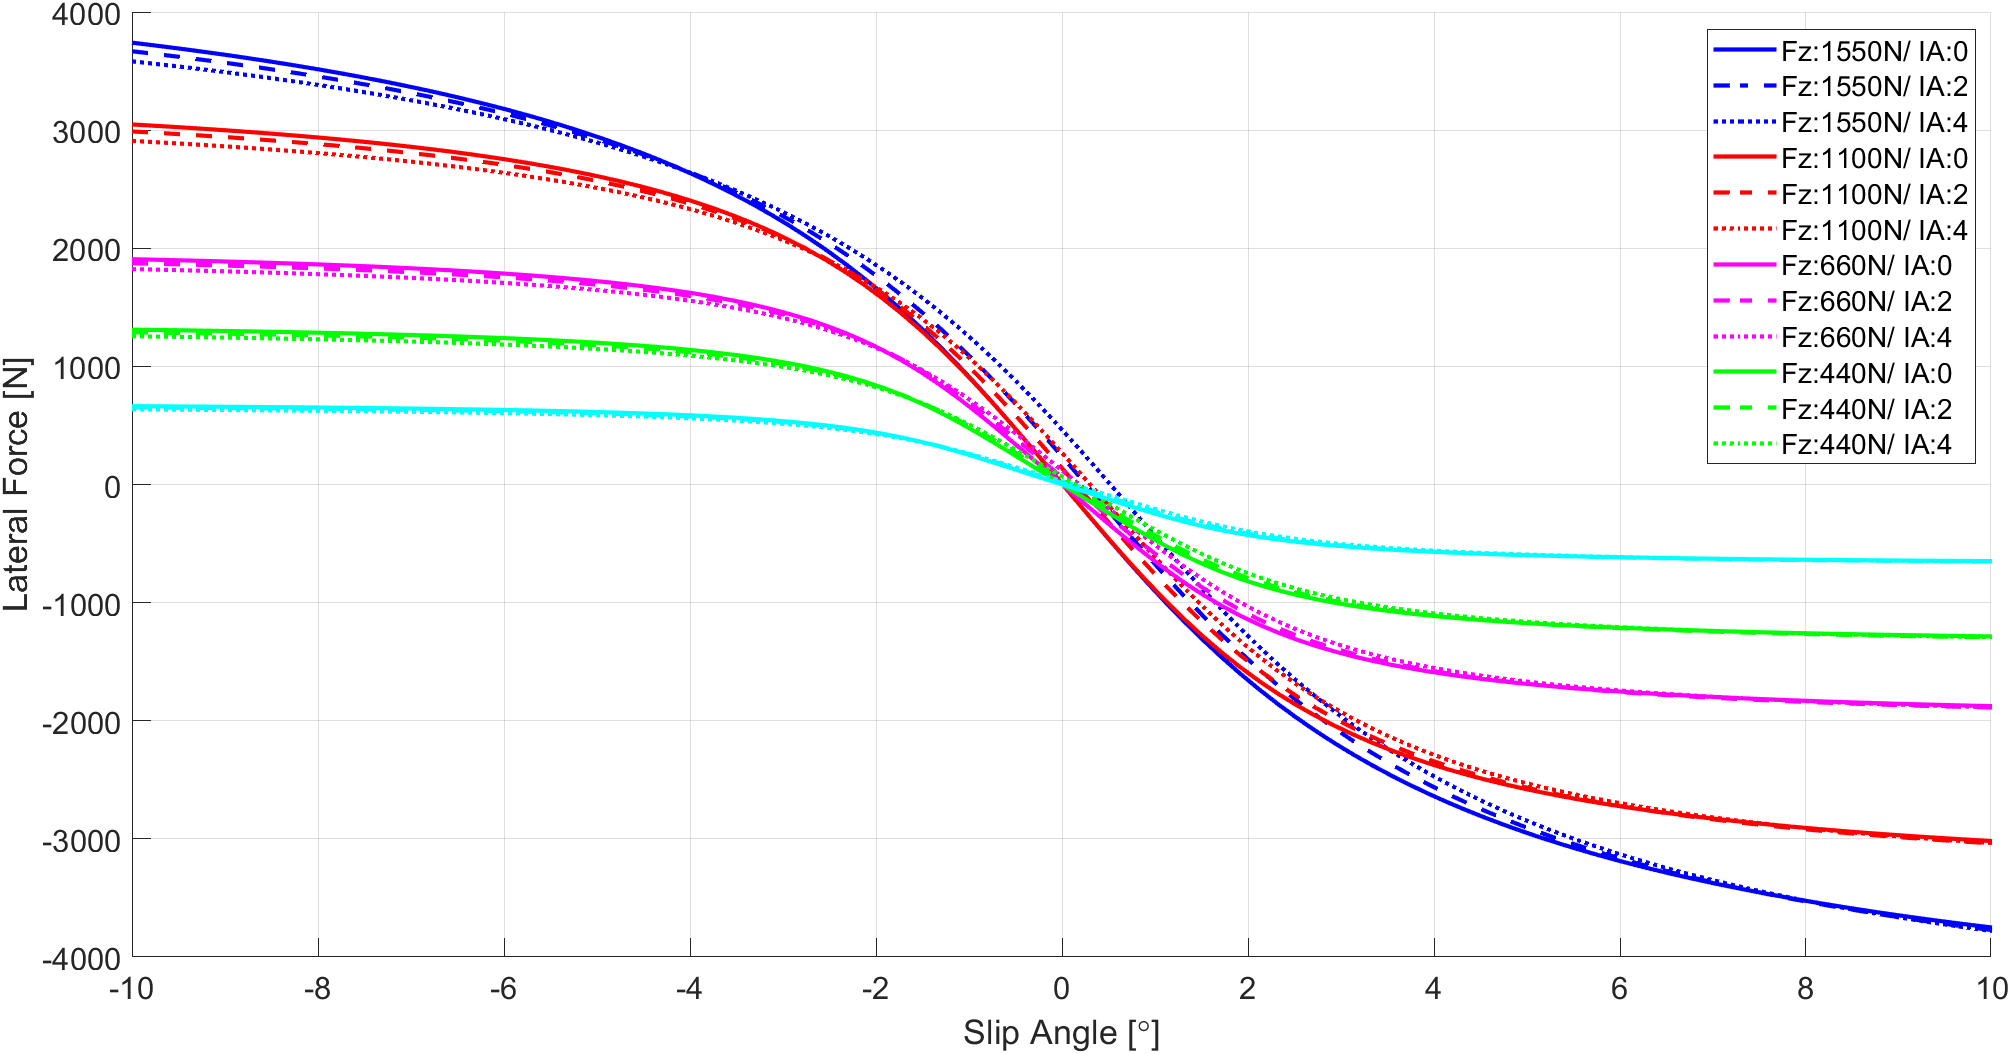 4000
3000
2000
1000
0
-1000
-2000
-3000
-4000
Lateral Force [N]
-10 -8 -6 -4 -2 0 2 4 6 8 10
Slip Angle [°]
Fz:1550N/ IA:0
Fz:1550N/ IA:2
Fz:1550N/ IA:4
Fz:1100N/ IA:0
Fz:1100N/ IA:2
Fz:1100N/ IA:4
Fz:660N/ IA:0
Fz:660N/ IA:2
Fz:660N/ IA:4
Fz:440N/ IA:0
Fz:440N/ IA:2
Fz:440N/ IA:4